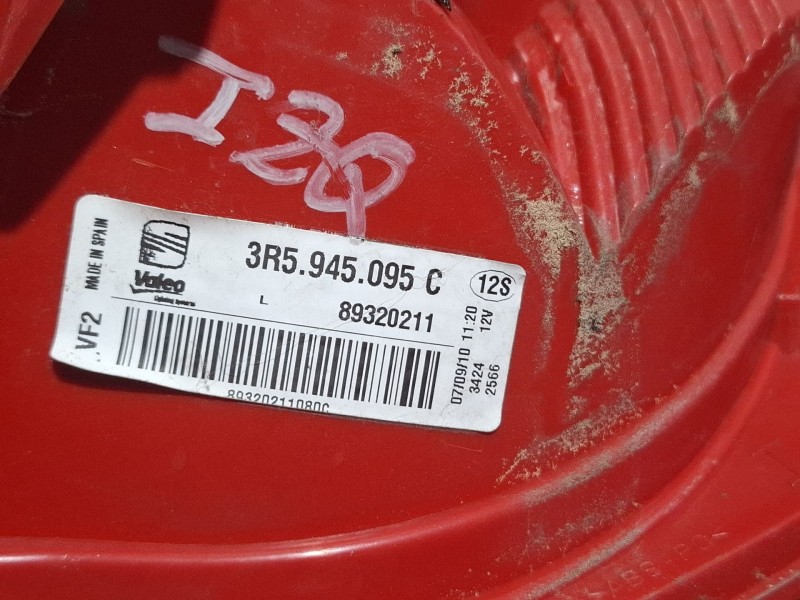 I20
MADE IN SPAIN
Valeo
3R5.945.095 C
12S
L
89320211
..VF2
89320211080C
07/09/10 11:20
3424 12V
2566